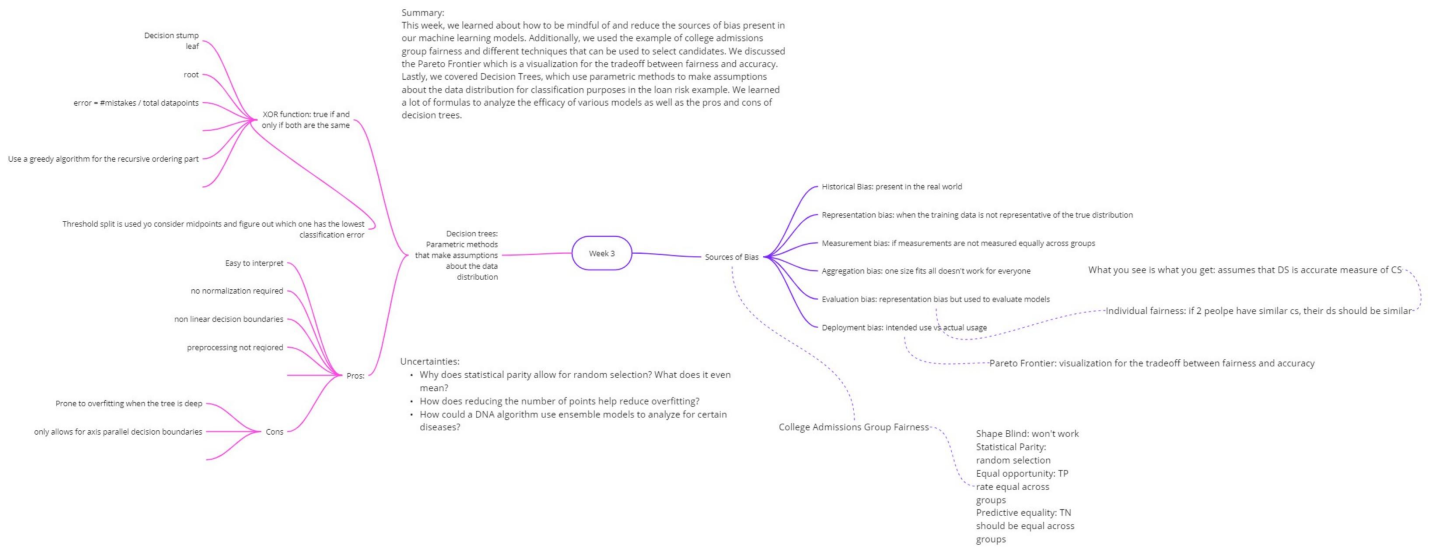 Summary:
This week, we learned about how to be mindful of and reduce the sources of bias present in
our machine learning models. Additionally, we used the example of college admissions
group fairness and different techniques that can be used to select candidates. We discussed
the Pareto Frontier which is a visualization for the tradeoff between fairness and accuracy.
Lastly, we covered Decision Trees, which use parametric methods to make assumptions
about the data distribution for classification purposes in the loan risk example. We learned
a lot of formulas to analyze the efficacy of various models as well as the pros and cons of
decision trees.
Decision stump
leaf
root
error = #mistakes / total datapoints
Use a greedy algorithm for the recursive ordering part
XOR function: true if and
only if both are the same
Threshold split is used yo consider midpoints and figure out which one has the lowest
classification error
Easy to interpret
no normalization required
non linear decision boundaries
preprocessing not reqiored
Pros:
Prone to overfitting when the tree is deep
only allows for axis parallel decision boundaries
Cons
Decision trees:
Parametric methods
that make assumptions
about the data
distribution
Week 3
Sources of Bias
Historical Bias: present in the real world
Representation bias: when the training data is not representative of the true distribution
Measurement bias: if measurements are not measured equally across groups
Aggregation bias: one size fits all doesn't work for everyone
Evaluation bias: representation bias but used to evaluate models
Deployment bias: intended use vs actual usage
What you see is what you get: assumes that DS is accurate measure of CS
Individual fairness: if 2 peolpe have similar cs, their ds should be similar
Pareto Frontier: visualization for the tradeoff between fairness and accuracy
Uncertainties:
• Why does statistical parity allow for random selection? What does it even
mean?
• How does reducing the number of points help reduce overfitting?
• How could a DNA algorithm use ensemble models to analyze for certain
diseases?
College Admissions Group Fairness
Shape Blind: won't work
Statistical Parity:
random selection
Equal opportunity: TP
rate equal across
groups
Predictive equality: TN
should be equal across
groups